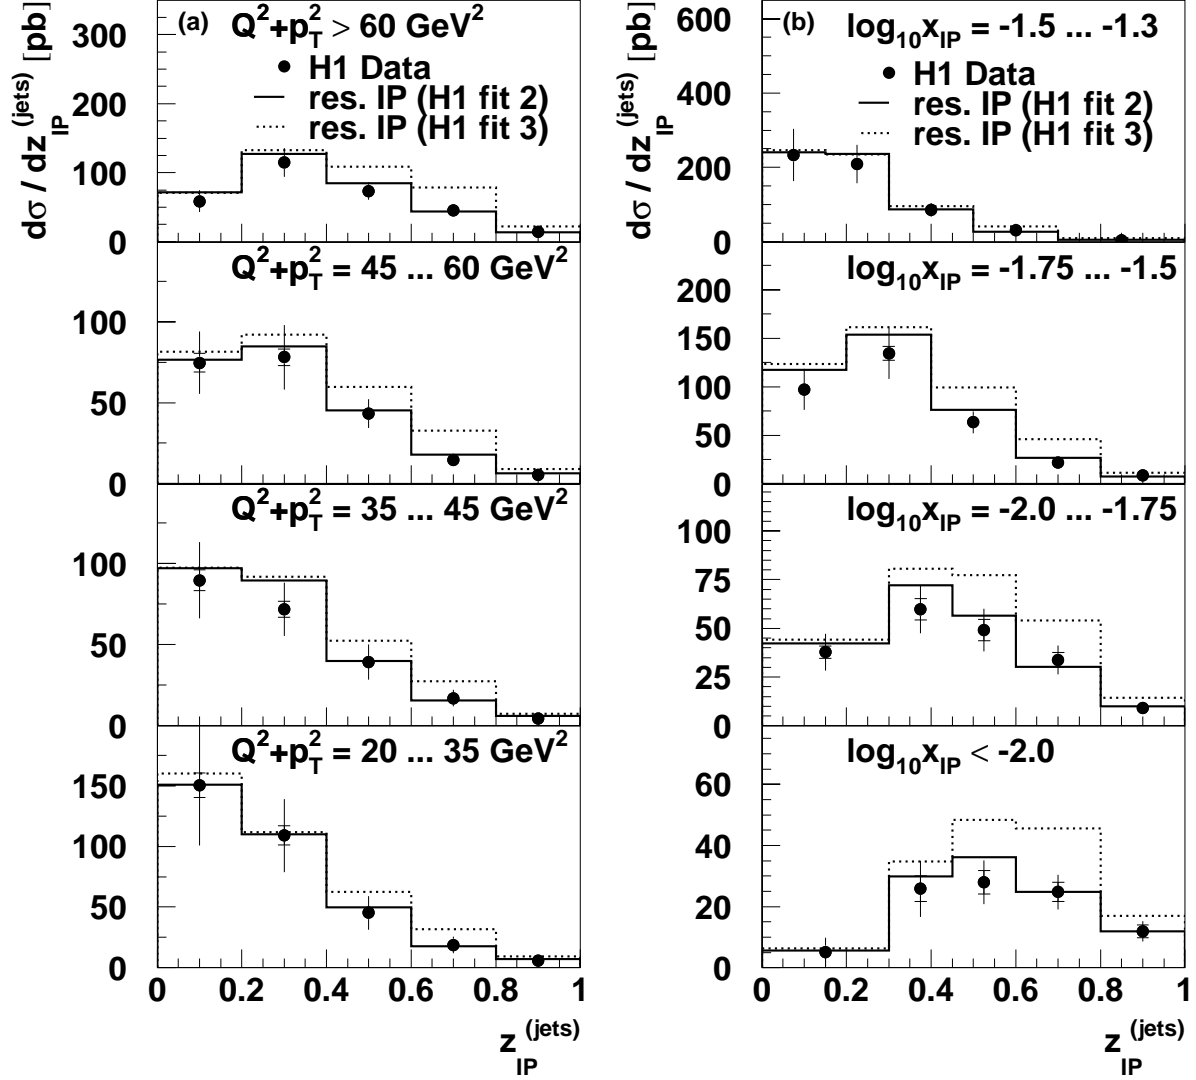 dσ / dz_IP^(jets) [pb]
(a) Q²+p_T² > 60 GeV²
H1 Data
res. IP (H1 fit 2)
res. IP (H1 fit 3)
300
200
100
0
Q²+p_T² = 45 ... 60 GeV²
100
50
0
Q²+p_T² = 35 ... 45 GeV²
100
50
0
Q²+p_T² = 20 ... 35 GeV²
150
100
50
0
0 0.2 0.4 0.6 0.8 1
z_IP^(jets)
dσ / dz_IP^(jets) [pb]
(b) log₁₀x_IP = -1.5 ... -1.3
H1 Data
res. IP (H1 fit 2)
res. IP (H1 fit 3)
600
400
200
0
log₁₀x_IP = -1.75 ... -1.5
200
150
100
50
0
log₁₀x_IP = -2.0 ... -1.75
100
75
50
25
0
log₁₀x_IP < -2.0
60
40
20
0
0 0.2 0.4 0.6 0.8 1
z_IP^(jets)